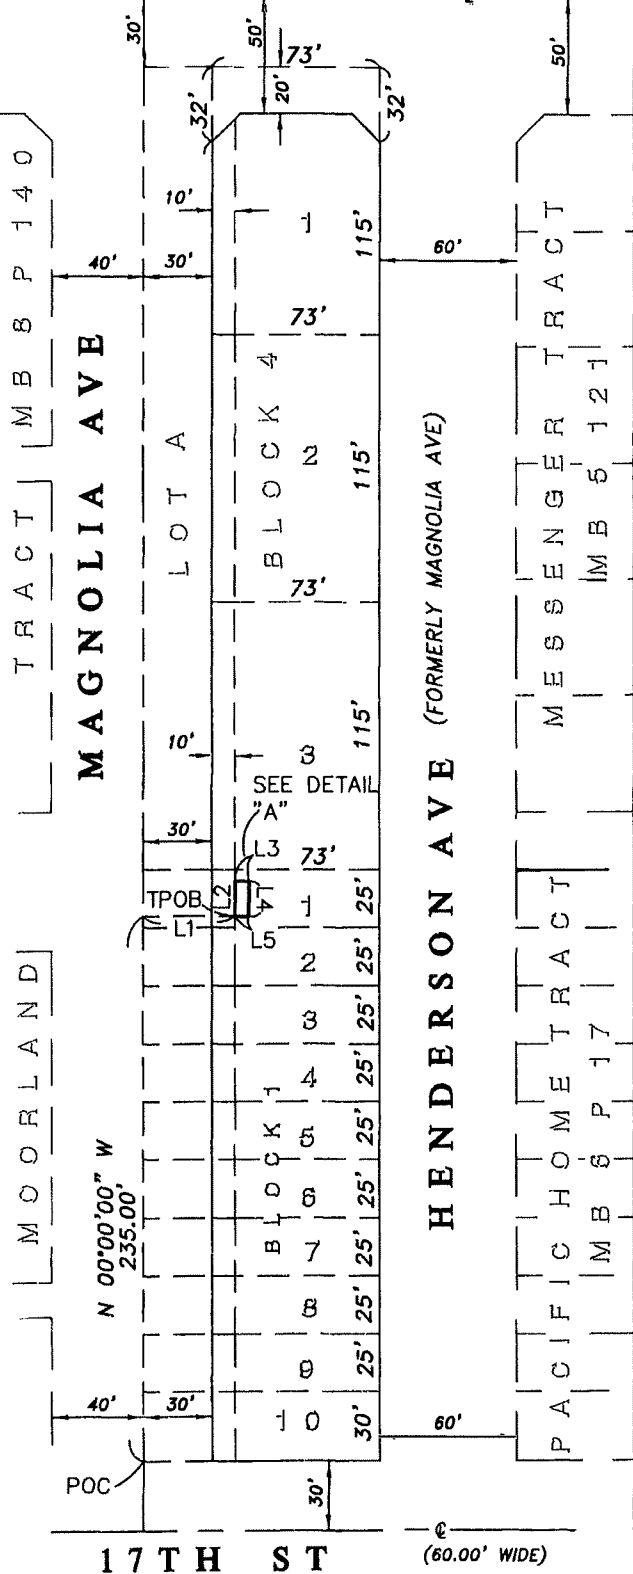 30'
50'
50'
73'
20'
32'
32'
10'
1
115'
40'
30'
60'
73'
MB 8 P 140
TRACT
MAGNOLIA AVE
LOT A
BLOCK 4
2
115'
HENDERSON AVE (FORMERLY MAGNOLIA AVE)
MESSENGER TRACT
MB 5 121
73'
10'
3
115'
SEE DETAIL
"A"
30'
L3
73'
TPOB
L2
L4
1
25'
L1
L5
2
25'
3
25'
4
25'
5
25'
6
25'
7
25'
8
25'
9
25'
10
30'
BLOCK 1
MOORLAND
N 00°00'00" W
235.00'
PACIFIC HOME TRACT
MB 6 P 17
40'
30'
60'
POC
30'
17TH ST
℄
(60.00' WIDE)